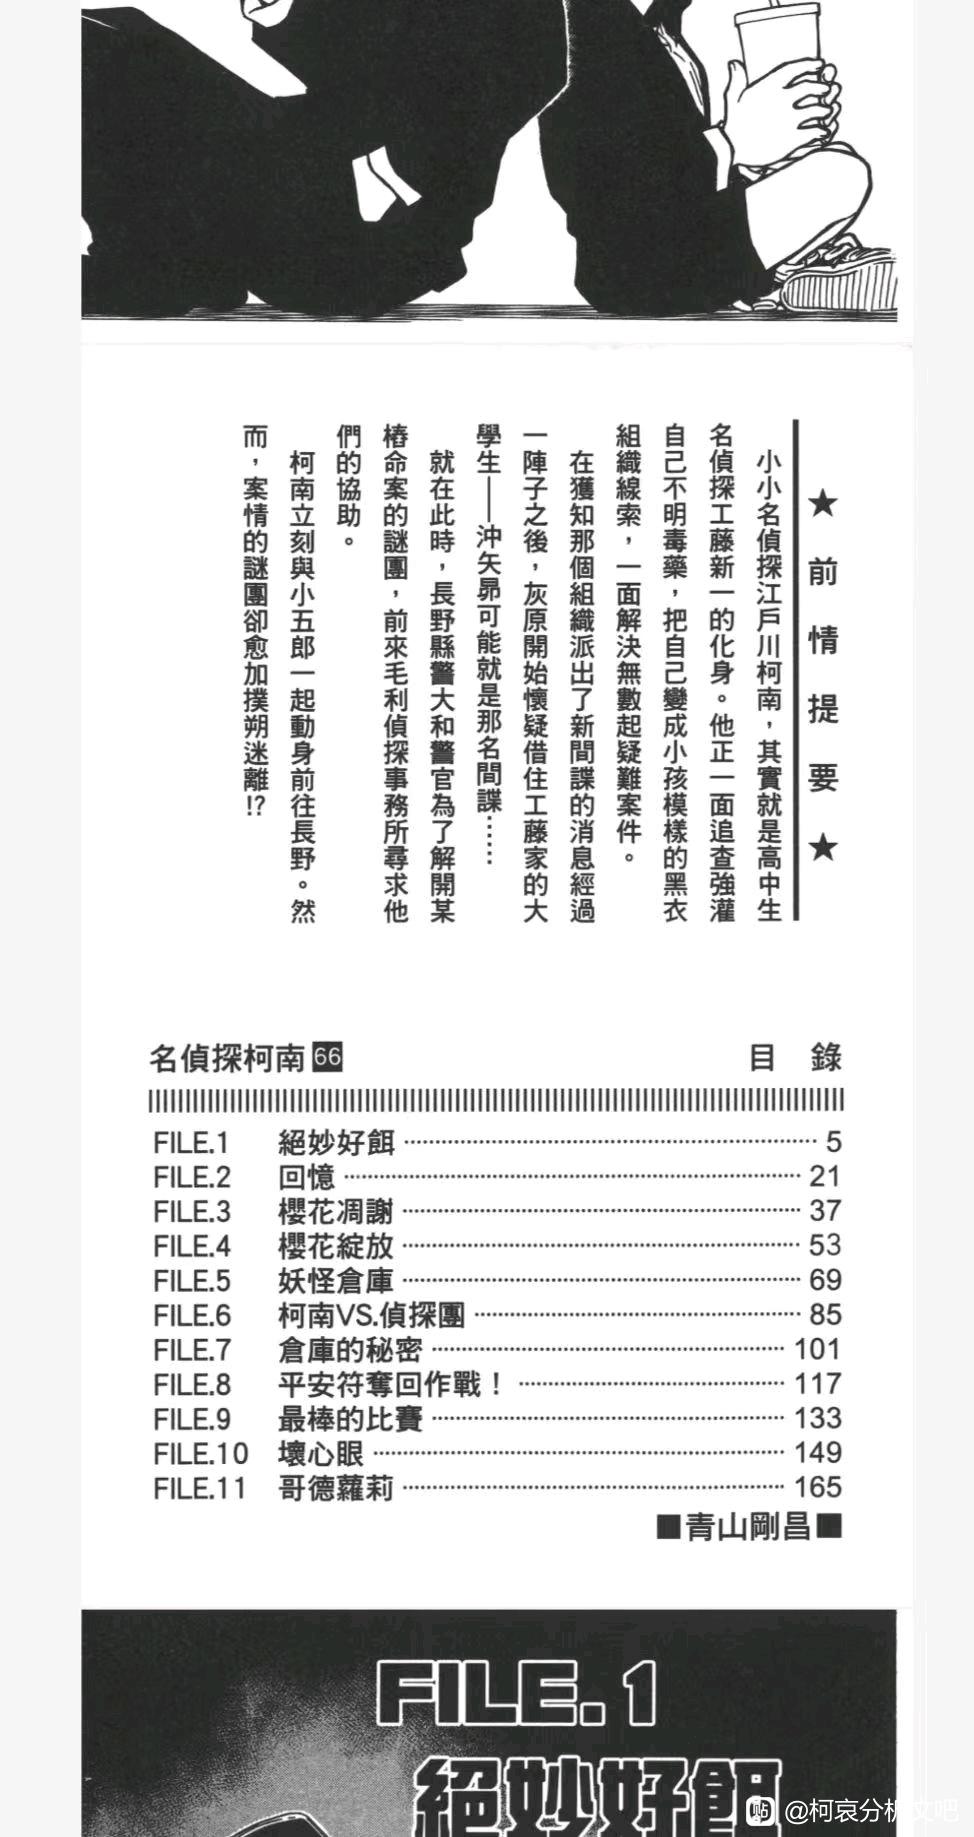 ★前情提要★
小小名偵探江戶川柯南，其實就是高中生
名偵探工藤新一的化身。他正一面追查強灌
自己不明毒藥，把自己變成小孩模樣的黑衣
組織線索，一面解決無數起疑難案件。
在獲知那個組織派出了新間諜的消息經過
一陣子之後，灰原開始懷疑借住工藤家的大
學生——沖矢昴可能就是那名間諜……
就在此時，長野縣警大和警官為了解開某
樁命案的謎團，前來毛利偵探事務所尋求他
們的協助。
柯南立刻與小五郎一起動身前往長野。然
而，案情的謎團卻愈加撲朔迷離!?
名偵探柯南 66 目 錄
FILE.1 絕妙好餌 5
FILE.2 回憶 21
FILE.3 櫻花凋謝 37
FILE.4 櫻花綻放 53
FILE.5 妖怪倉庫 69
FILE.6 柯南VS.偵探團 85
FILE.7 倉庫的秘密 101
FILE.8 平安符奪回作戰！ 117
FILE.9 最棒的比賽 133
FILE.10 壞心眼 149
FILE.11 哥德蘿莉 165
■青山剛昌■
FILE.1
絕妙好餌
貼 @柯哀分析文吧